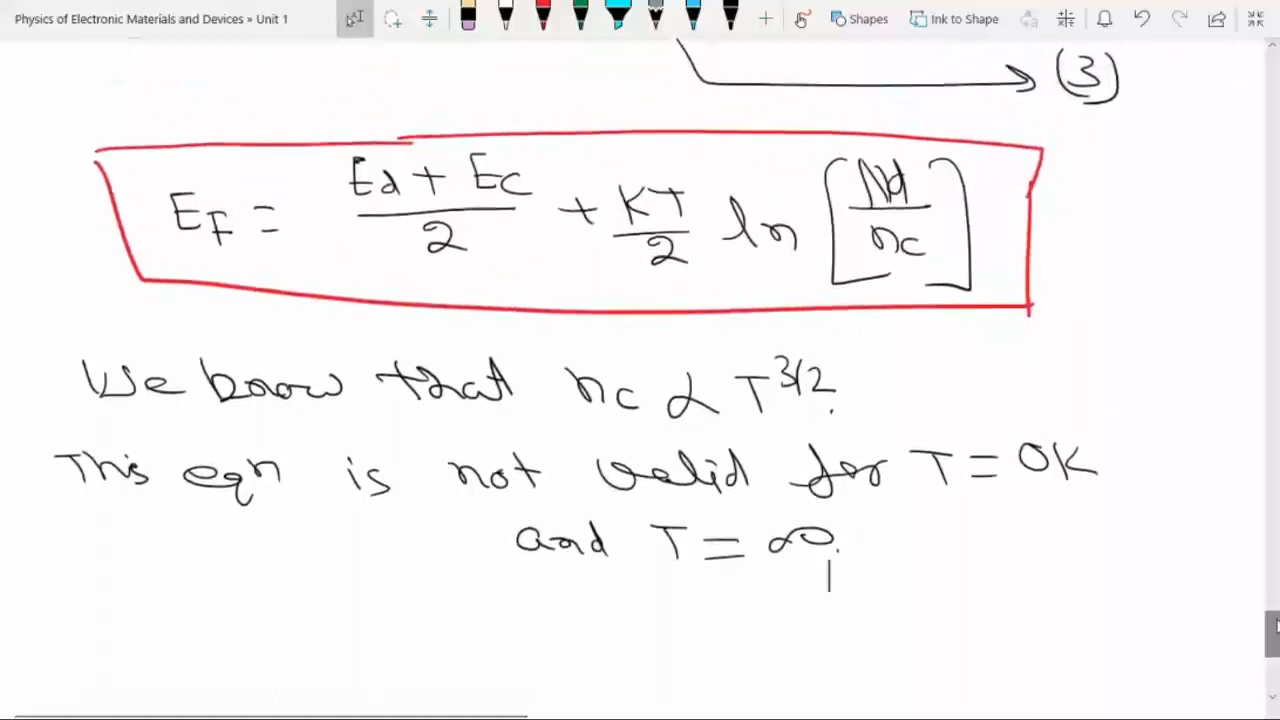 Physics of Electronic Materials and Devices » Unit 1
Shapes
Ink to Shape
(3)
EF = Ed + Ec / 2 + KT / 2 ln [Nd / nc]
We know that nc α T^3/2.
This eqn is not valid for T = 0K
and T = ∞.